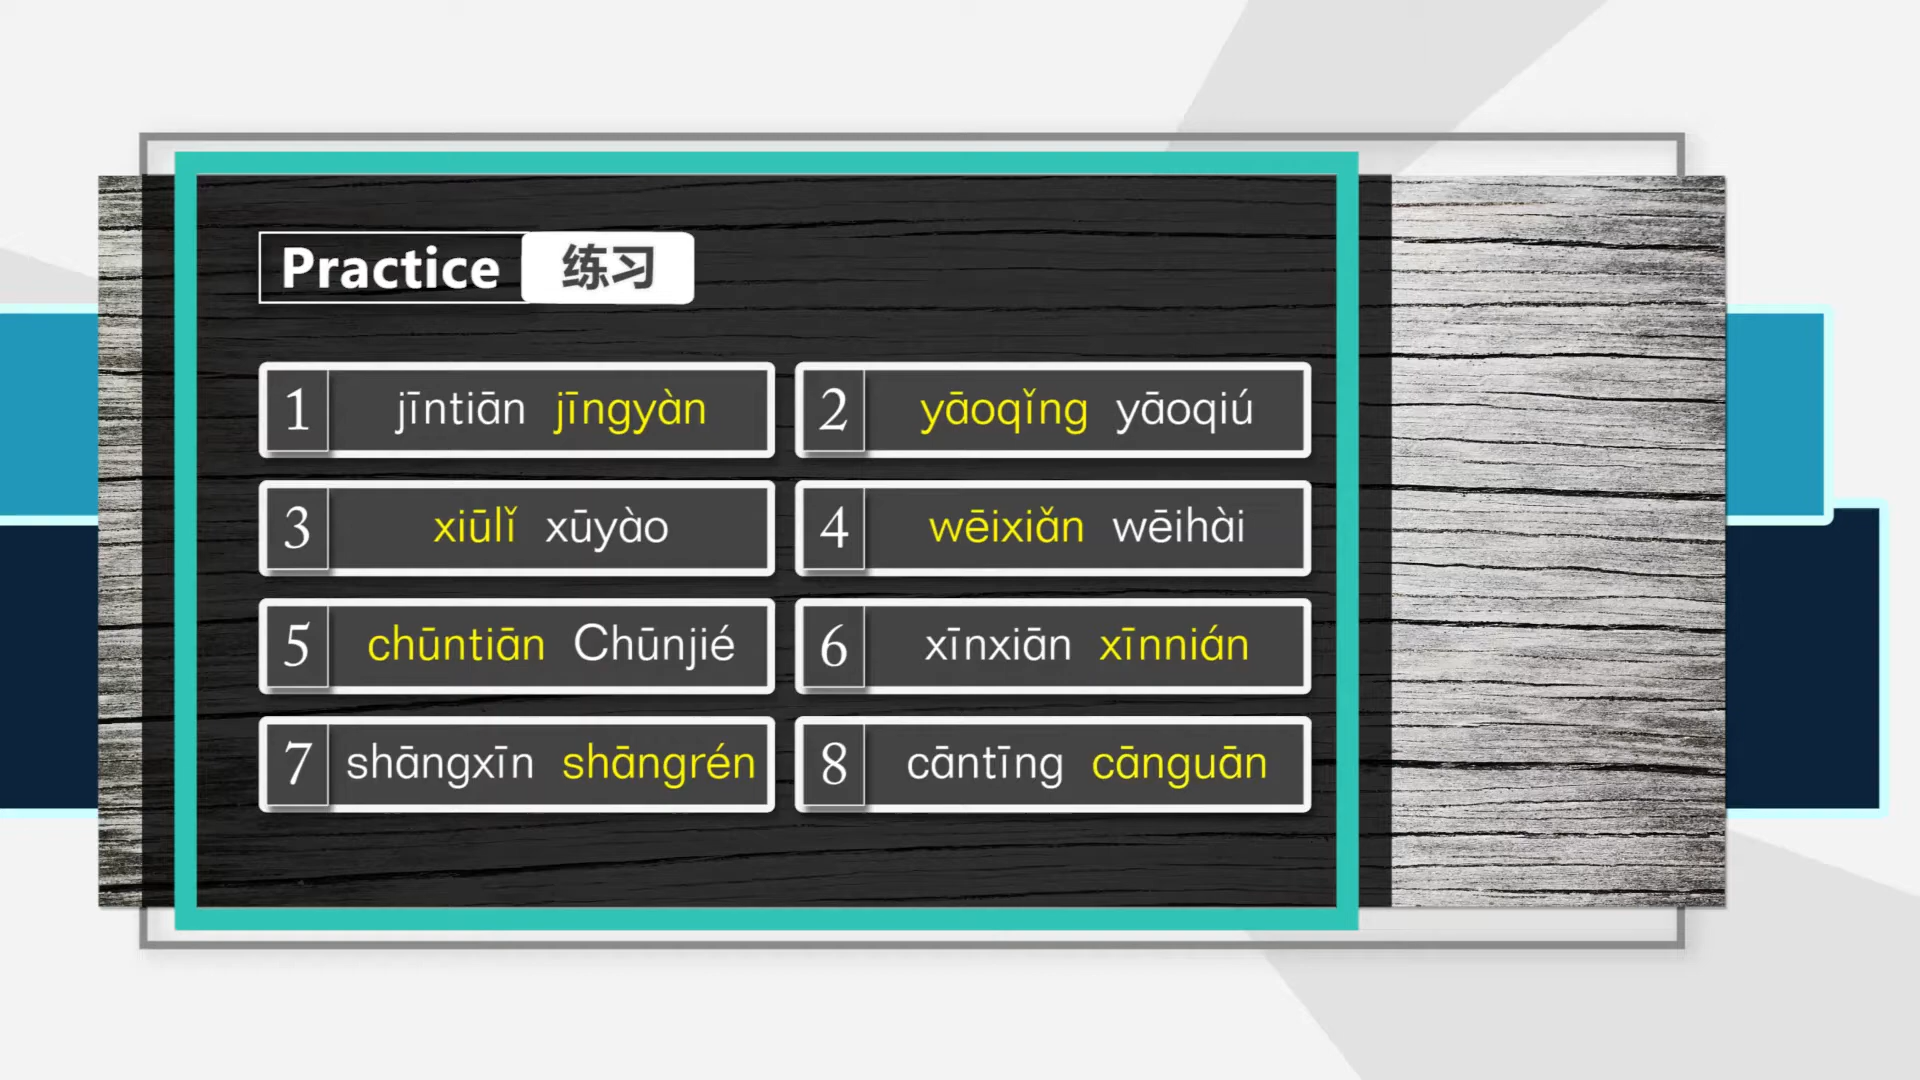 Practice 练习
1 jīntiān jīngyàn
2 yāoqǐng yāoqiú
3 xiūlǐ xūyào
4 wēixiǎn wēihài
5 chūntiān Chūnjié
6 xīnxiān xīnnián
7 shāngxīn shāngrén
8 cāntīng cānguān